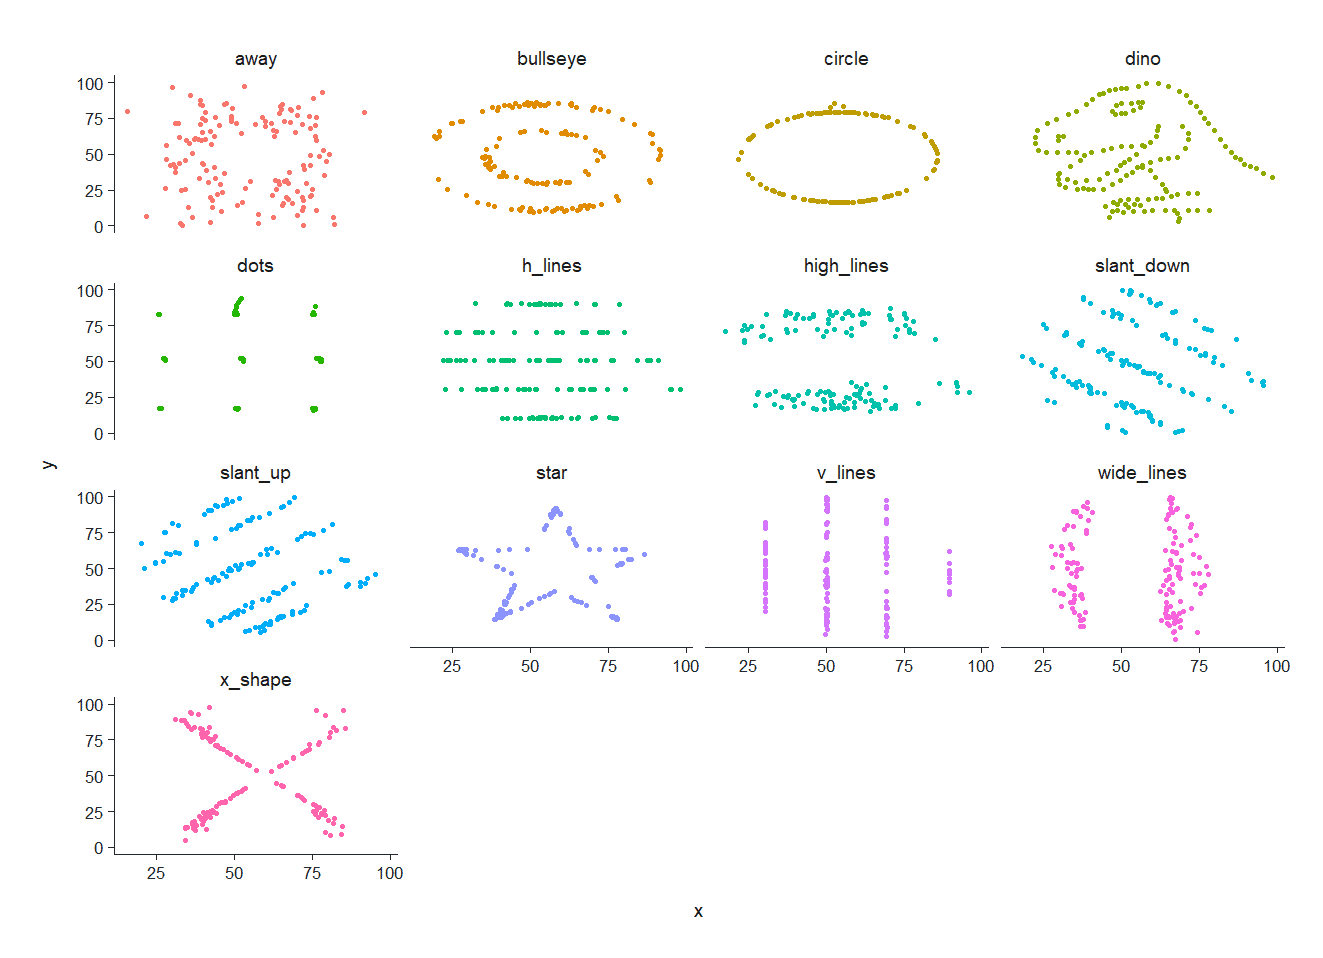 away bullseye circle dino
100
75
50
25
0
dots h_lines high_lines slant_down
100
75
50
25
0
y
slant_up star v_lines wide_lines
100
75
50
25
0
25 50 75 100 25 50 75 100 25 50 75 100
x_shape
100
75
50
25
0
25 50 75 100
x